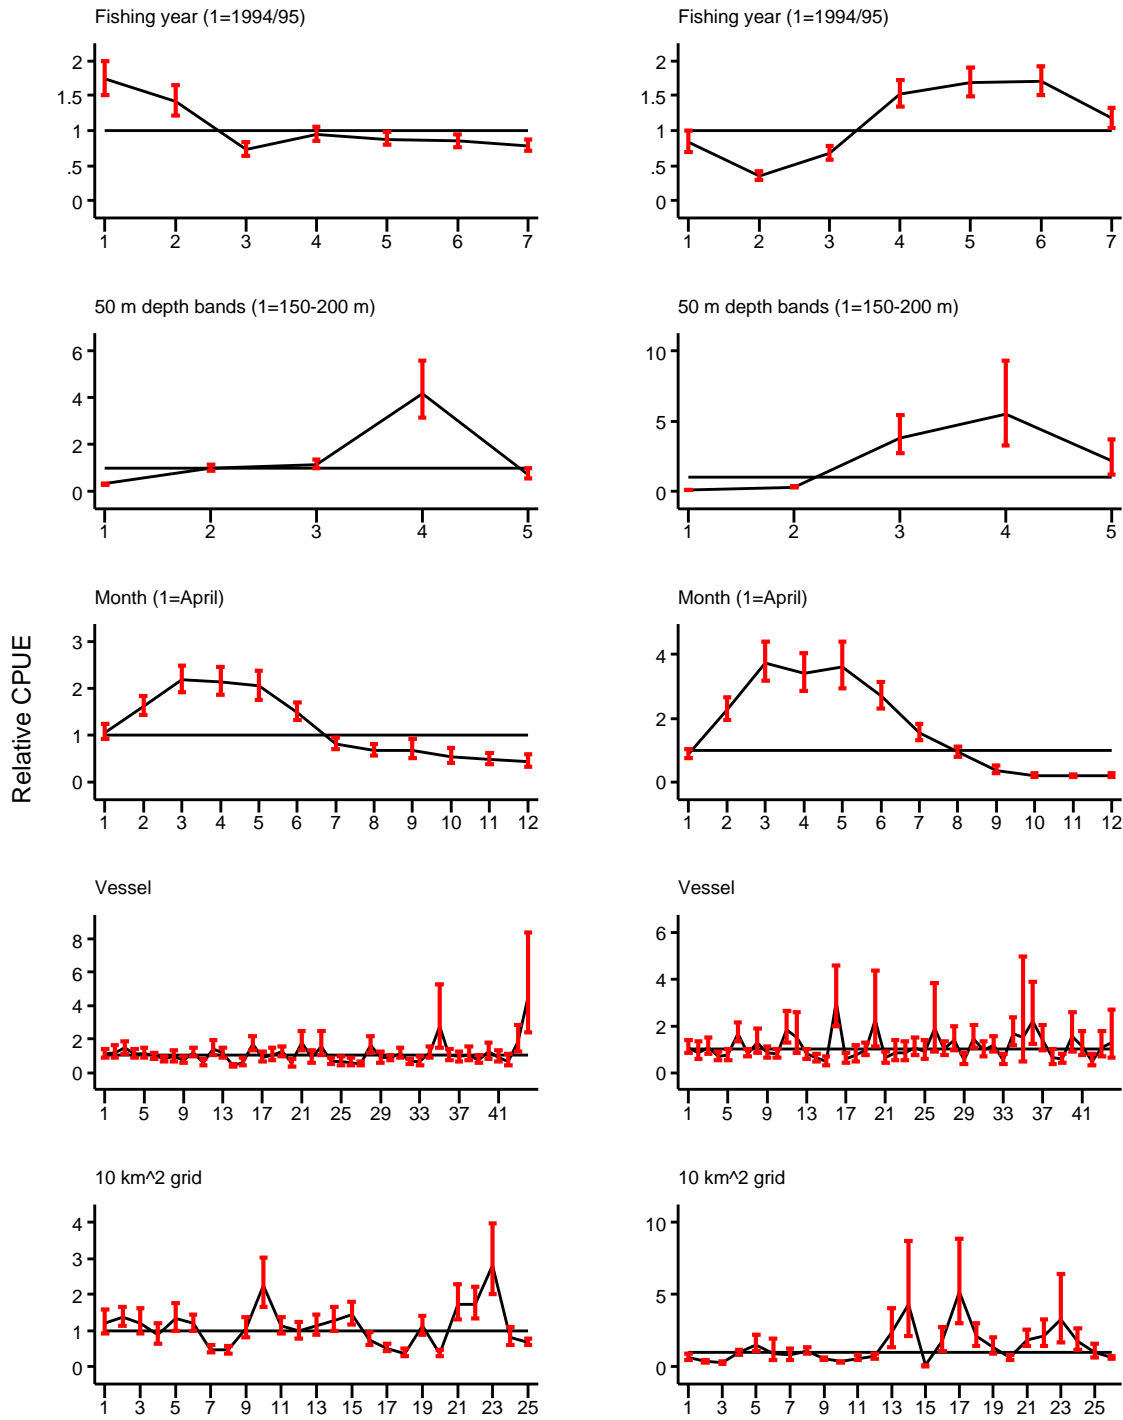 Fishing year (1=1994/95) Fishing year (1=1994/95)
2 2
1.5 1.5
1 1
.5 .5
0 0
1 2 3 4 5 6 7 1 2 3 4 5 6 7
50 m depth bands (1=150-200 m) 50 m depth bands (1=150-200 m)
6 10
4
5
2
0 0
1 2 3 4 5 1 2 3 4 5
Month (1=April) Month (1=April)
3
4
2
2
1
0 0
1 2 3 4 5 6 7 8 9 10 11 12 1 2 3 4 5 6 7 8 9 10 11 12
Relative CPUE
Vessel Vessel
8 6
6
4
4
2
2
0 0
1 5 9 13 17 21 25 29 33 37 41 1 5 9 13 17 21 25 29 33 37 41
10 km^2 grid 10 km^2 grid
4 10
3
2 5
1
0 0
1 3 5 7 9 11 13 15 17 19 21 23 25 1 3 5 7 9 11 13 15 17 19 21 23 25